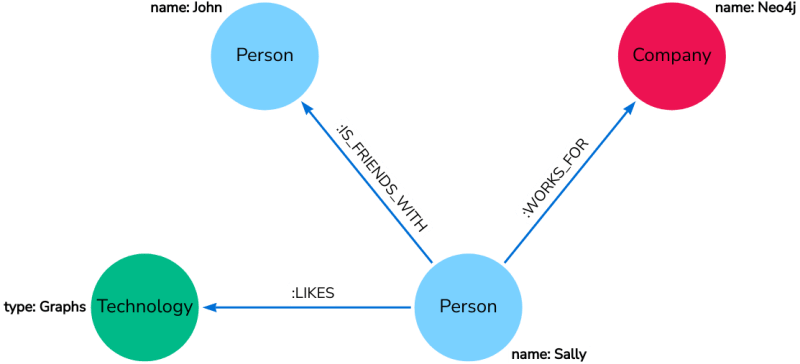 name: John
name: Neo4j
Person
Company
:IS_FRIENDS_WITH
:WORKS_FOR
:LIKES
type: Graphs
Technology
Person
name: Sally